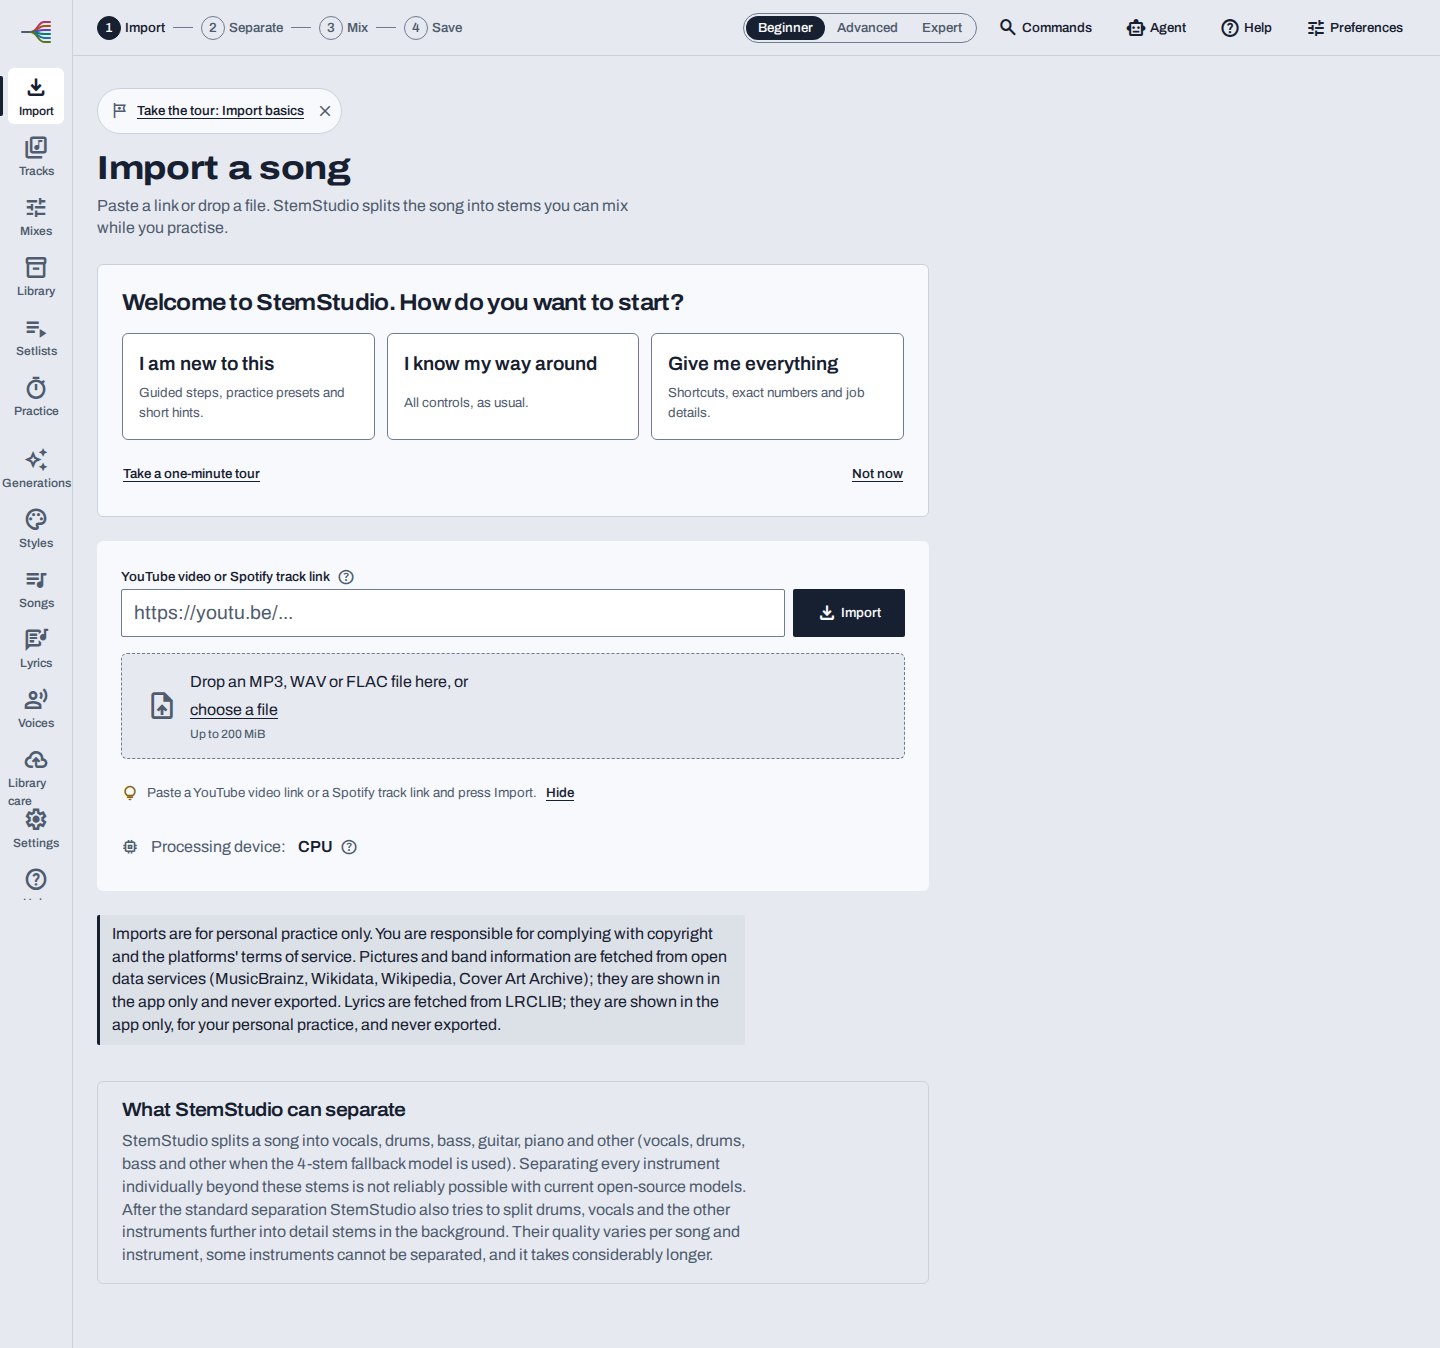 1 Import
2 Separate
3 Mix
4 Save
Beginner
Advanced
Expert
Commands
Agent
Help
Preferences
Import
Tracks
Mixes
Library
Setlists
Practice
Generations
Styles
Songs
Lyrics
Voices
Library
care
Settings
Take the tour: Import basics
Import a song
Paste a link or drop a file. StemStudio splits the song into stems you can mix
while you practise.
Welcome to StemStudio. How do you want to start?
I am new to this
Guided steps, practice presets and
short hints.
I know my way around
All controls, as usual.
Give me everything
Shortcuts, exact numbers and job
details.
Take a one-minute tour
Not now
YouTube video or Spotify track link
https://youtu.be/...
Import
Drop an MP3, WAV or FLAC file here, or
choose a file
Up to 200 MiB
Paste a YouTube video link or a Spotify track link and press Import. Hide
Processing device: CPU
Imports are for personal practice only. You are responsible for complying with copyright
and the platforms' terms of service. Pictures and band information are fetched from open
data services (MusicBrainz, Wikidata, Wikipedia, Cover Art Archive); they are shown in
the app only and never exported. Lyrics are fetched from LRCLIB; they are shown in the
app only, for your personal practice, and never exported.
What StemStudio can separate
StemStudio splits a song into vocals, drums, bass, guitar, piano and other (vocals, drums,
bass and other when the 4-stem fallback model is used). Separating every instrument
individually beyond these stems is not reliably possible with current open-source models.
After the standard separation StemStudio also tries to split drums, vocals and the other
instruments further into detail stems in the background. Their quality varies per song and
instrument, some instruments cannot be separated, and it takes considerably longer.